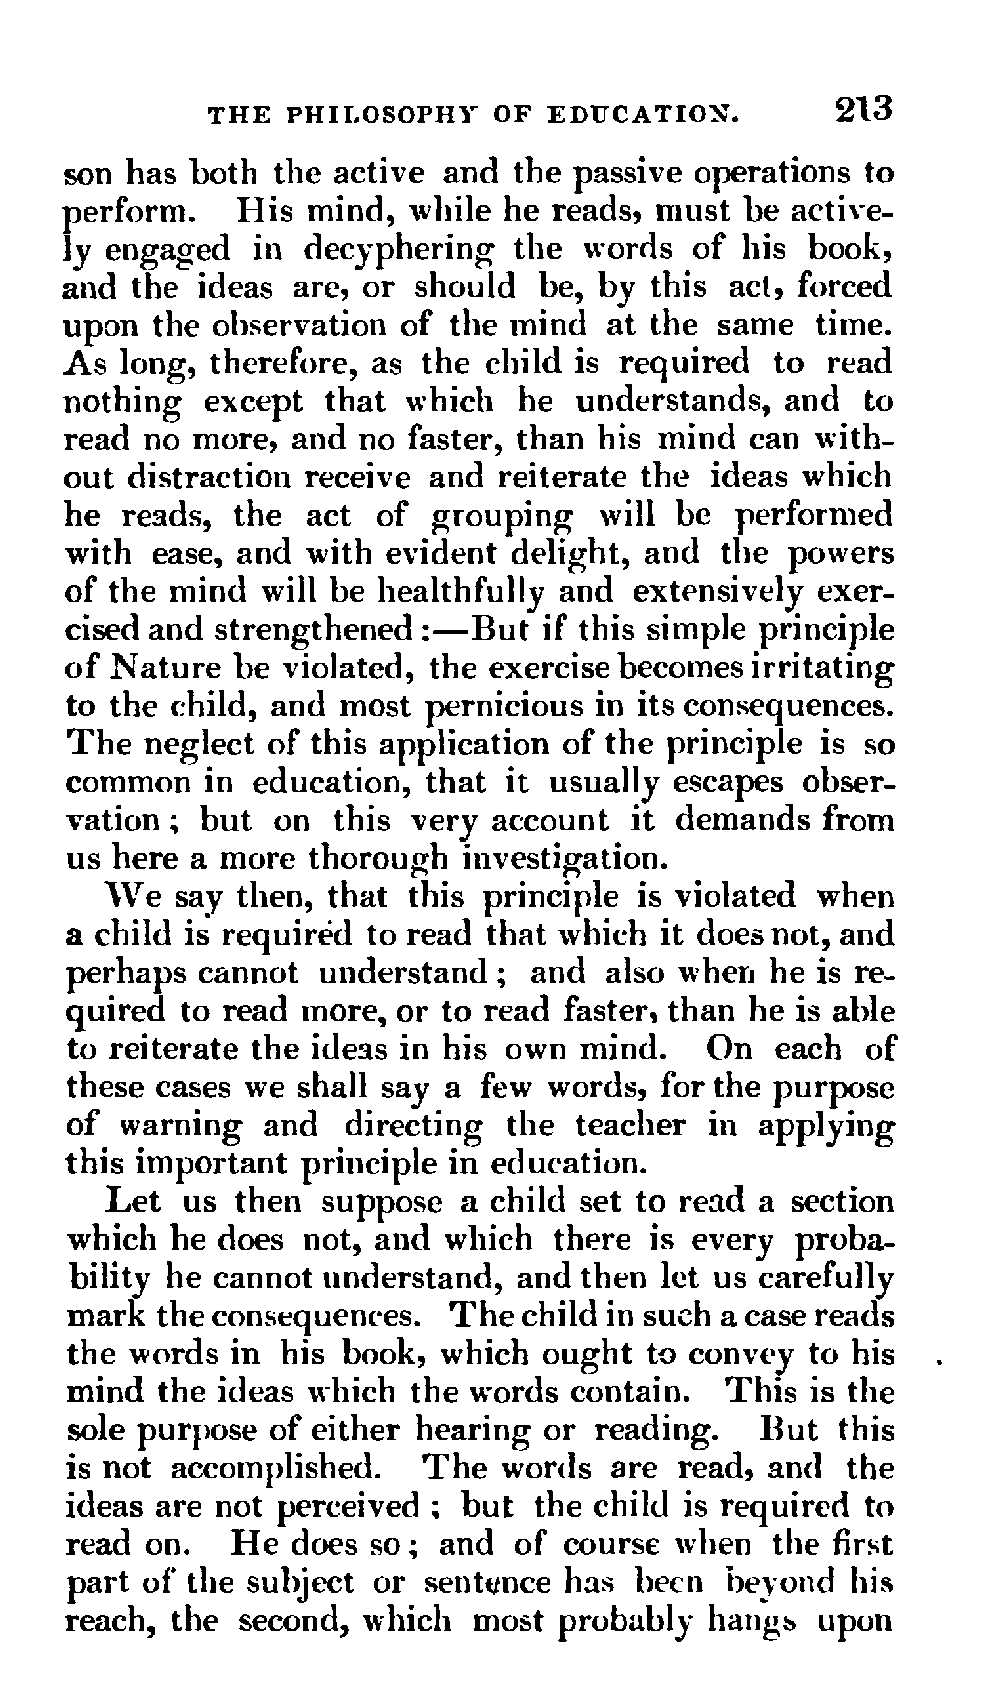 THE PHILOSOPHY OF EDUCATION. 213
son has both the active and the passive operations to
perform. His mind, while he reads, must be active-
ly engaged in decyphering the words of his book,
and the ideas are, or should be, by this act, forced
upon the observation of the mind at the same time.
As long, therefore, as the child is required to read
nothing except that which he understands, and to
read no more, and no faster, than his mind can with-
out distraction receive and reiterate the ideas which
he reads, the act of grouping will be performed
with ease, and with evident delight, and the powers
of the mind will be healthfully and extensively exer-
cised and strengthened:—But if this simple principle
of Nature be violated, the exercise becomes irritating
to the child, and most pernicious in its consequences.
The neglect of this application of the principle is so
common in education, that it usually escapes obser-
vation; but on this very account it demands from
us here a more thorough investigation.
We say then, that this principle is violated when
a child is required to read that which it does not, and
perhaps cannot understand; and also when he is re-
quired to read more, or to read faster, than he is able
to reiterate the ideas in his own mind. On each of
these cases we shall say a few words, for the purpose
of warning and directing the teacher in applying
this important principle in education.
Let us then suppose a child set to read a section
which he does not, and which there is every proba-
bility he cannot understand, and then let us carefully
mark the consequences. The child in such a case reads
the words in his book, which ought to convey to his
mind the ideas which the words contain. This is the
sole purpose of either hearing or reading. But this
is not accomplished. The words are read, and the
ideas are not perceived; but the child is required to
read on. He does so; and of course when the first
part of the subject or sentence has been beyond his
reach, the second, which most probably hangs upon